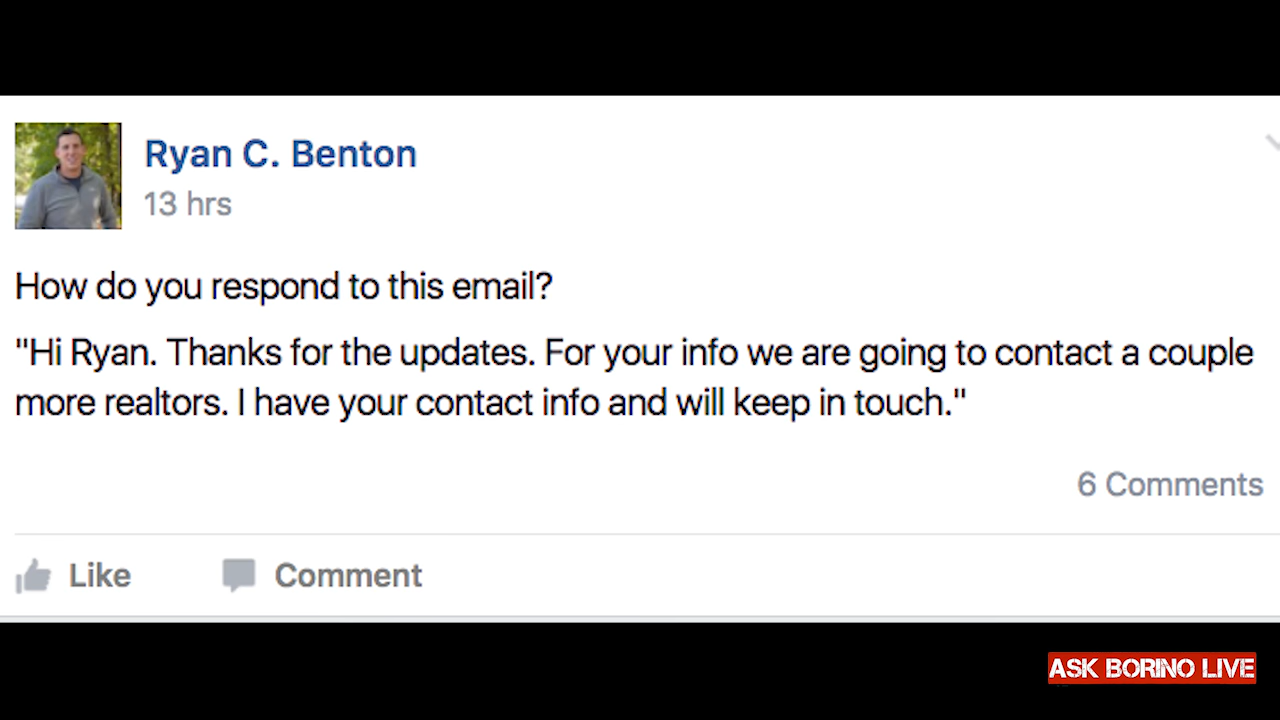 Ryan C. Benton
13 hrs
How do you respond to this email?
"Hi Ryan. Thanks for the updates. For your info we are going to contact a couple
more realtors. I have your contact info and will keep in touch."
6 Comments
Like
Comment
ASK BORINO LIVE